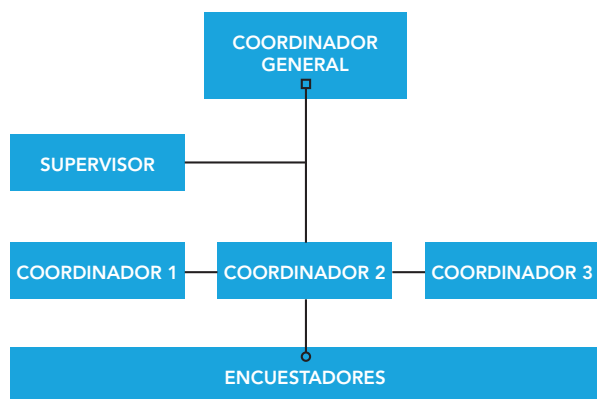 COORDINADOR
GENERAL
SUPERVISOR
COORDINADOR 1
COORDINADOR 2
COORDINADOR 3
ENCUESTADORES